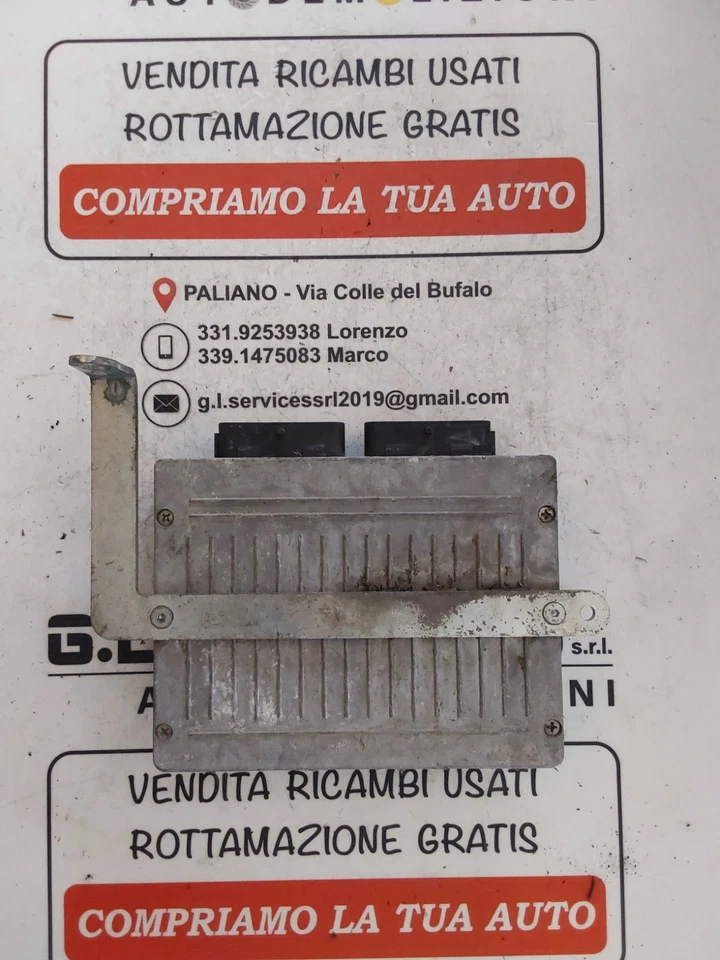 VENDITA RICAMBI USATI
ROTTAMAZIONE GRATIS
COMPRIAMO LA TUA AUTO
PALIANO - Via Colle del Bufalo
331.9253938 Lorenzo
339.1475083 Marco
g.l.servicessrl2019@gmail.com
s.r.l.
VENDITA RICAMBI USATI
ROTTAMAZIONE GRATIS
COMPRIAMO LA TUA AUTO